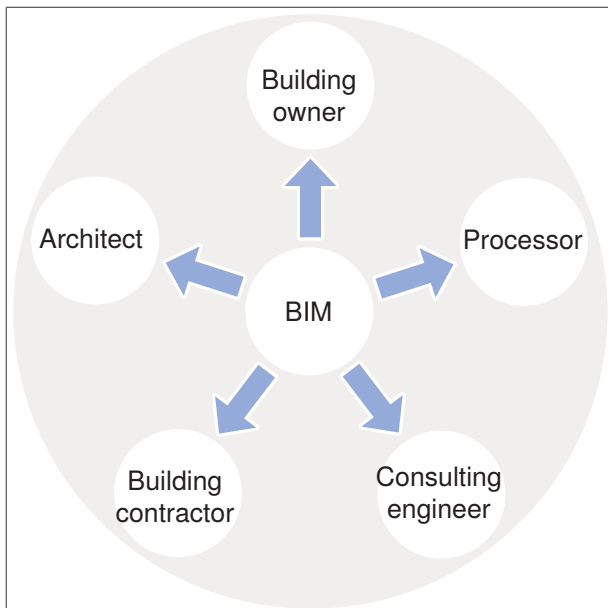 Building
owner
Architect
Processor
BIM
Building
contractor
Consulting
engineer